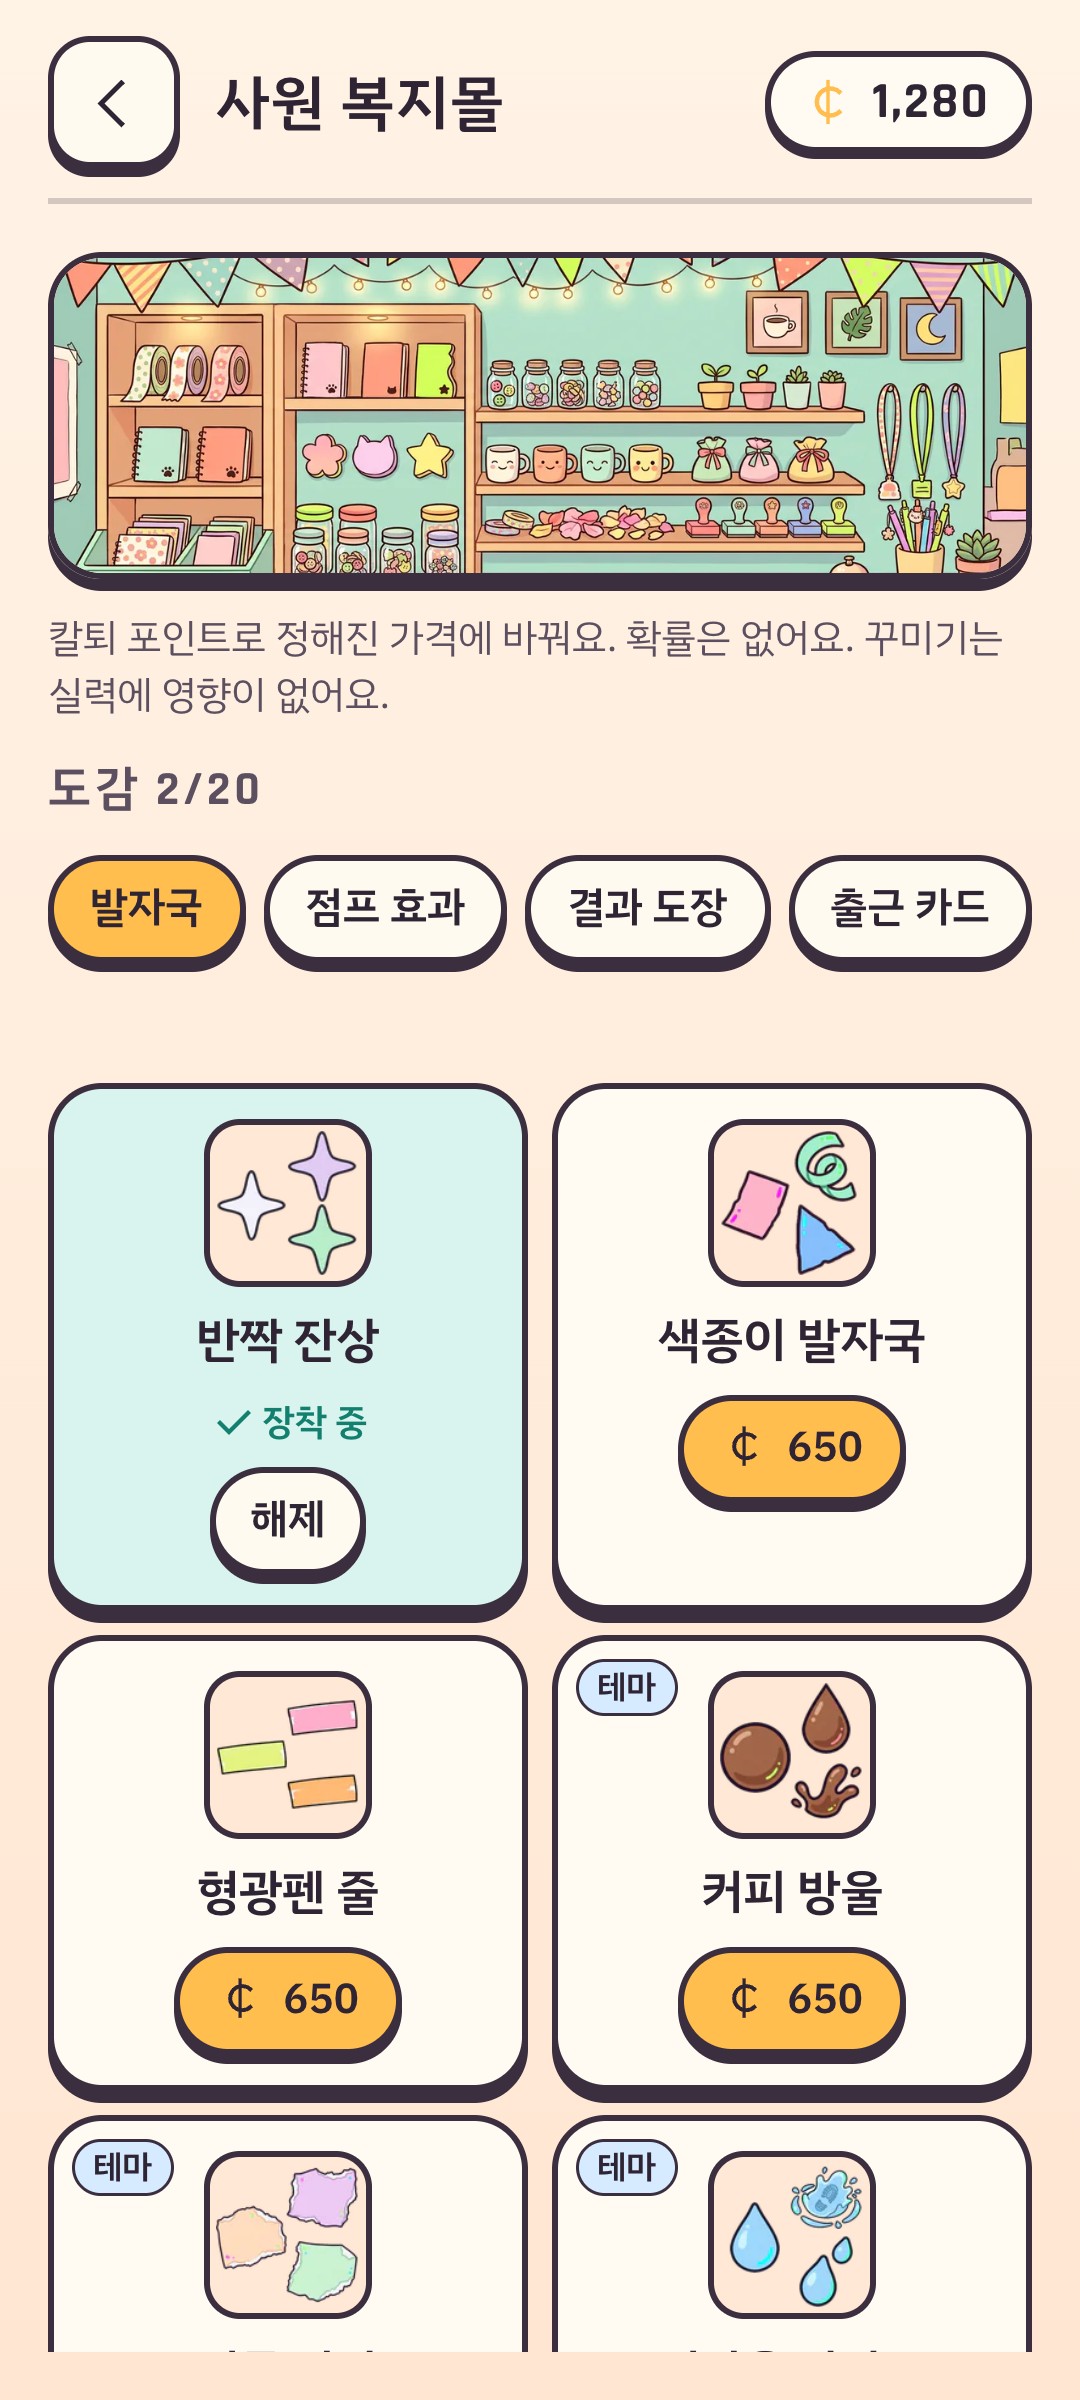 사원 복지몰
₵ 1,280
칼퇴 포인트로 정해진 가격에 바꿔요. 확률은 없어요. 꾸미기는
실력에 영향이 없어요.
도감 2/20
발자국 점프 효과 결과 도장 출근 카드
반짝 잔상
✓ 장착 중
해제
색종이 발자국
₵ 650
형광펜 줄
₵ 650
테마
커피 방울
₵ 650
테마
테마